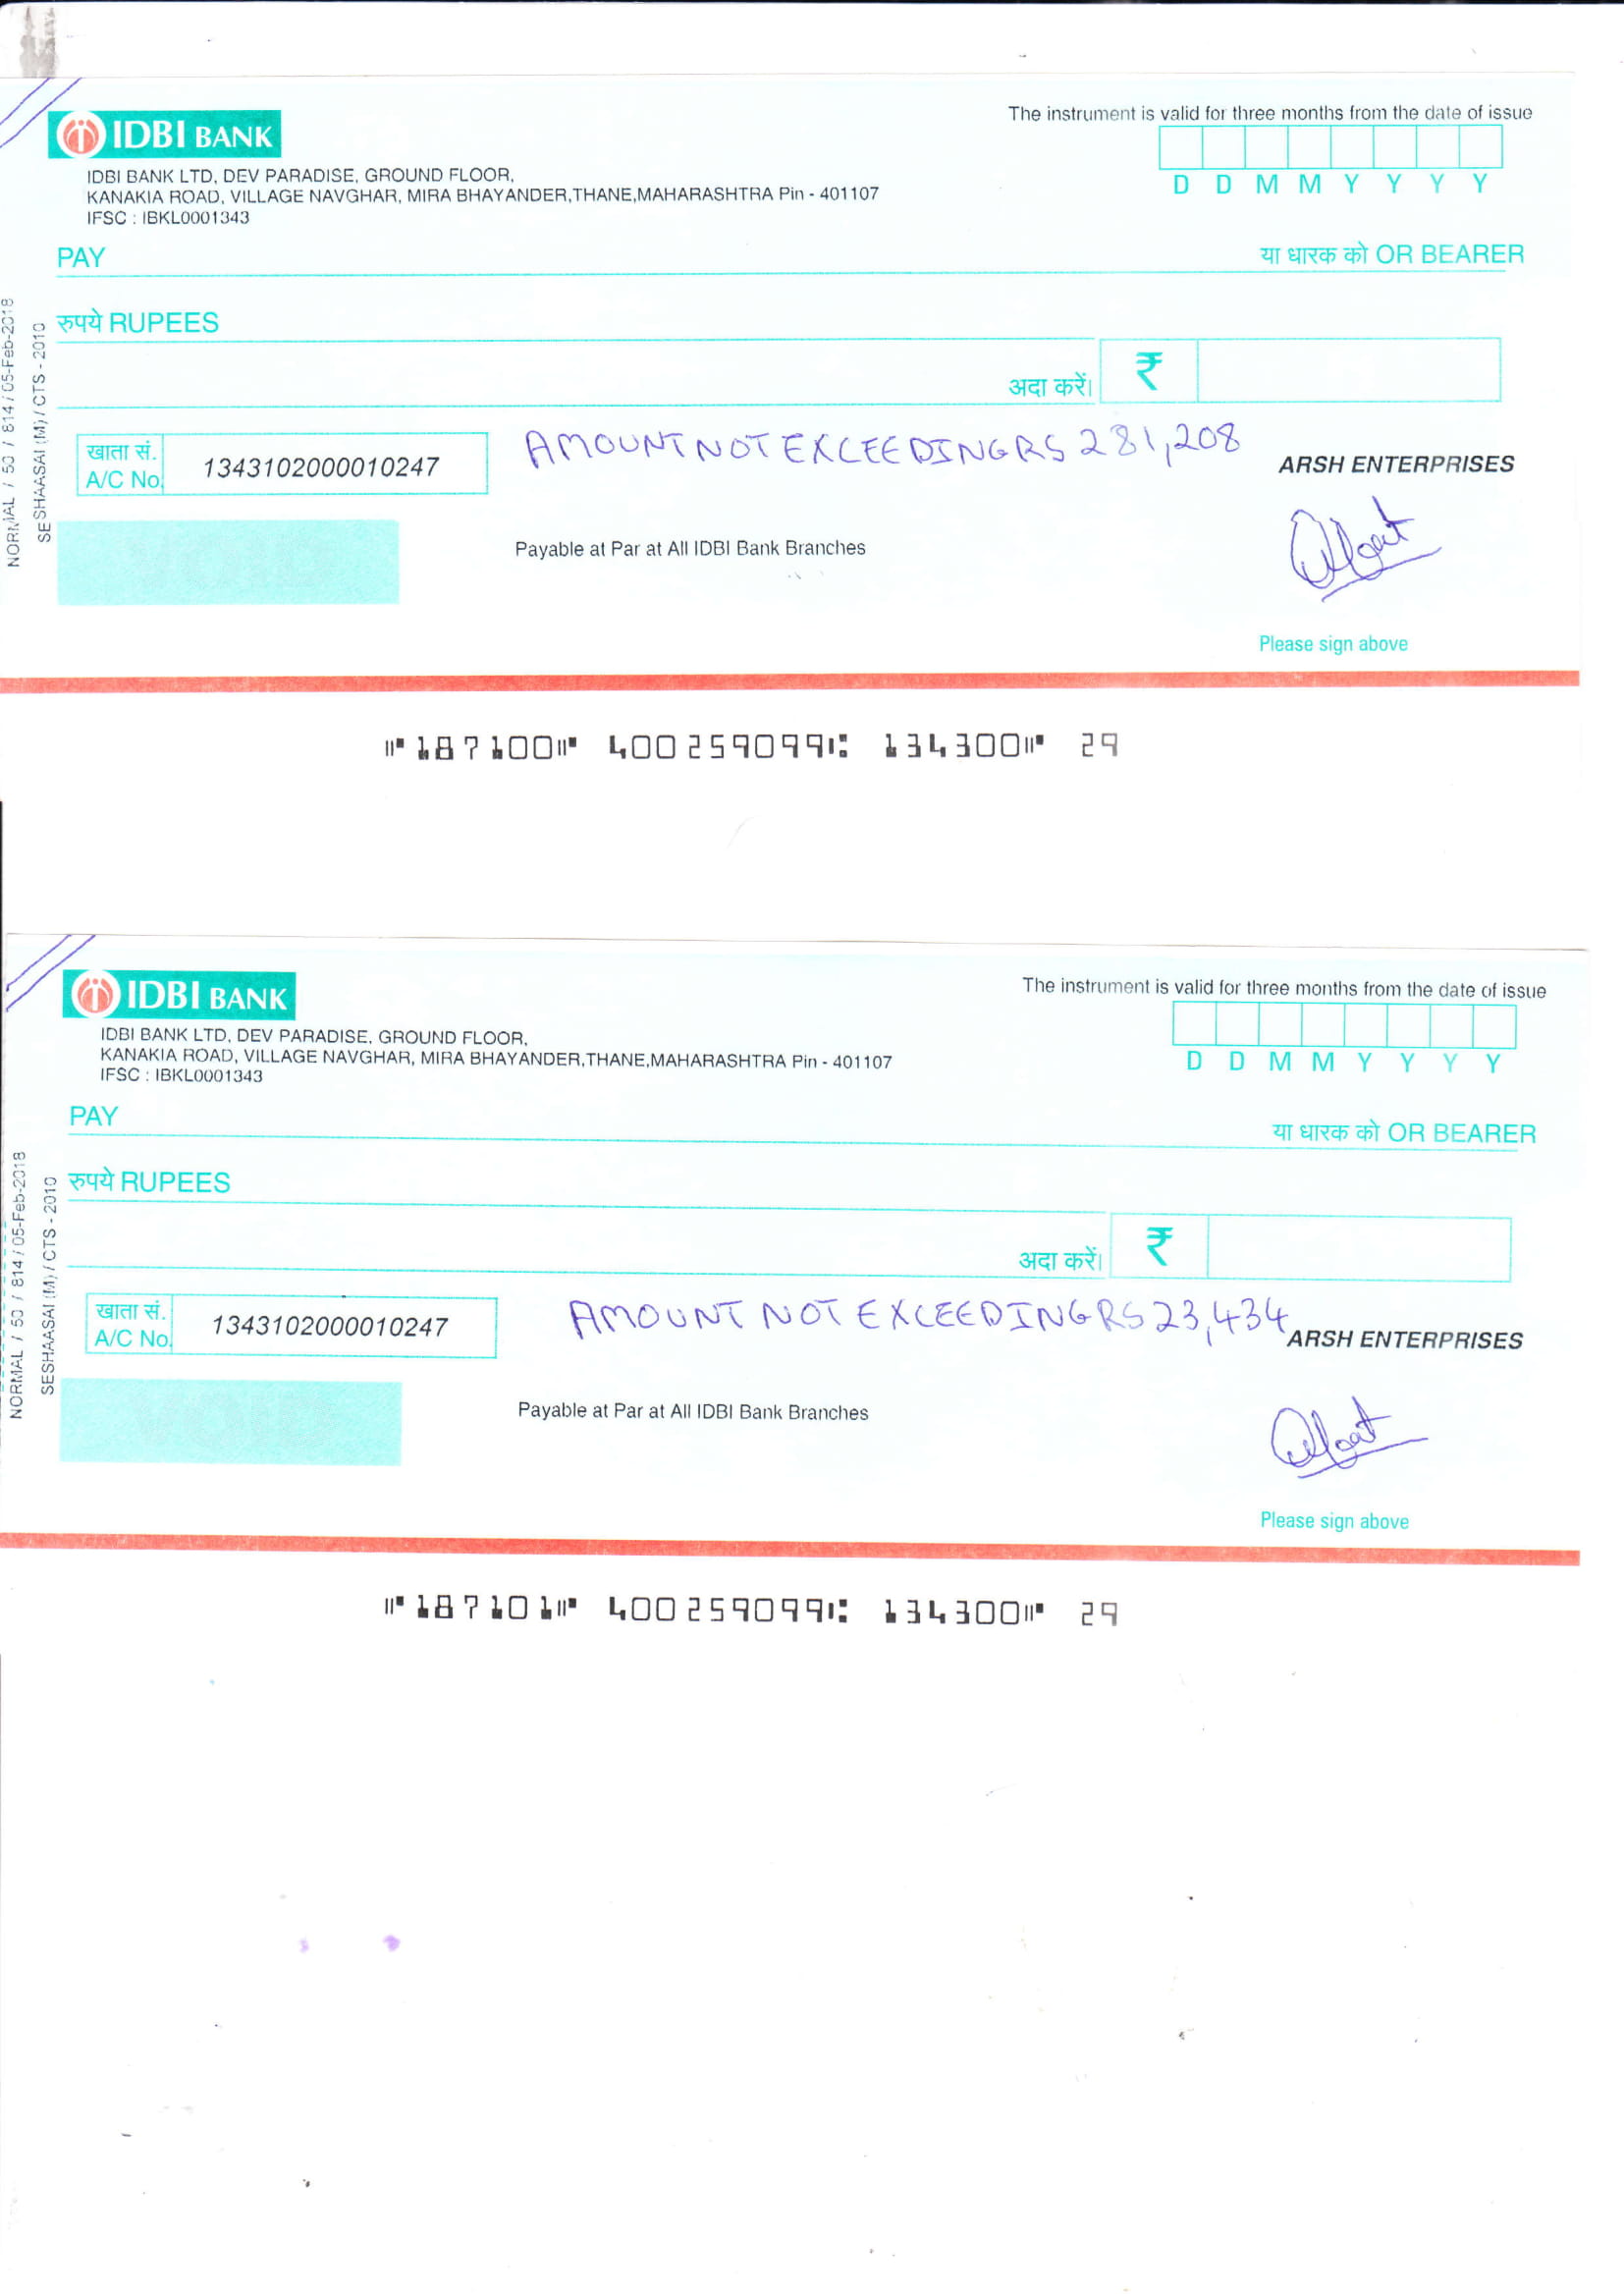 IDBI BANK
The instrument is valid for three months from the date of issue
IDBI BANK LTD, DEV PARADISE, GROUND FLOOR,
KANAKIA ROAD, VILLAGE NAVGHAR, MIRA BHAYANDER,THANE,MAHARASHTRA Pin - 401107
IFSC : IBKL0001343
D D M M Y Y Y Y
PAY
या धारक को OR BEARER
रुपये RUPEES
अदा करें।
₹
खाता सं.
A/C No.
1343102000010247
AMOUNT NOT EXCEEDING RS 281,208
ARSH ENTERPRISES
Payable at Par at All IDBI Bank Branches
Please sign above
NORMAL / 50 / 814 / 05-Feb-2018
SESHAASAI (M) / CTS - 2010
⑈187100⑈ 400259099⑆ 134300⑈ 29
IDBI BANK
The instrument is valid for three months from the date of issue
IDBI BANK LTD, DEV PARADISE, GROUND FLOOR,
KANAKIA ROAD, VILLAGE NAVGHAR, MIRA BHAYANDER,THANE,MAHARASHTRA Pin - 401107
IFSC : IBKL0001343
D D M M Y Y Y Y
PAY
या धारक को OR BEARER
रुपये RUPEES
अदा करें।
₹
खाता सं.
A/C No.
1343102000010247
AMOUNT NOT EXCEEDING RS 23,434
ARSH ENTERPRISES
VOID
Payable at Par at All IDBI Bank Branches
Please sign above
NORMAL / 50 / 814 / 05-Feb-2018
SESHAASAI (M) / CTS - 2010
⑈187101⑈ 400259099⑆ 134300⑈ 29